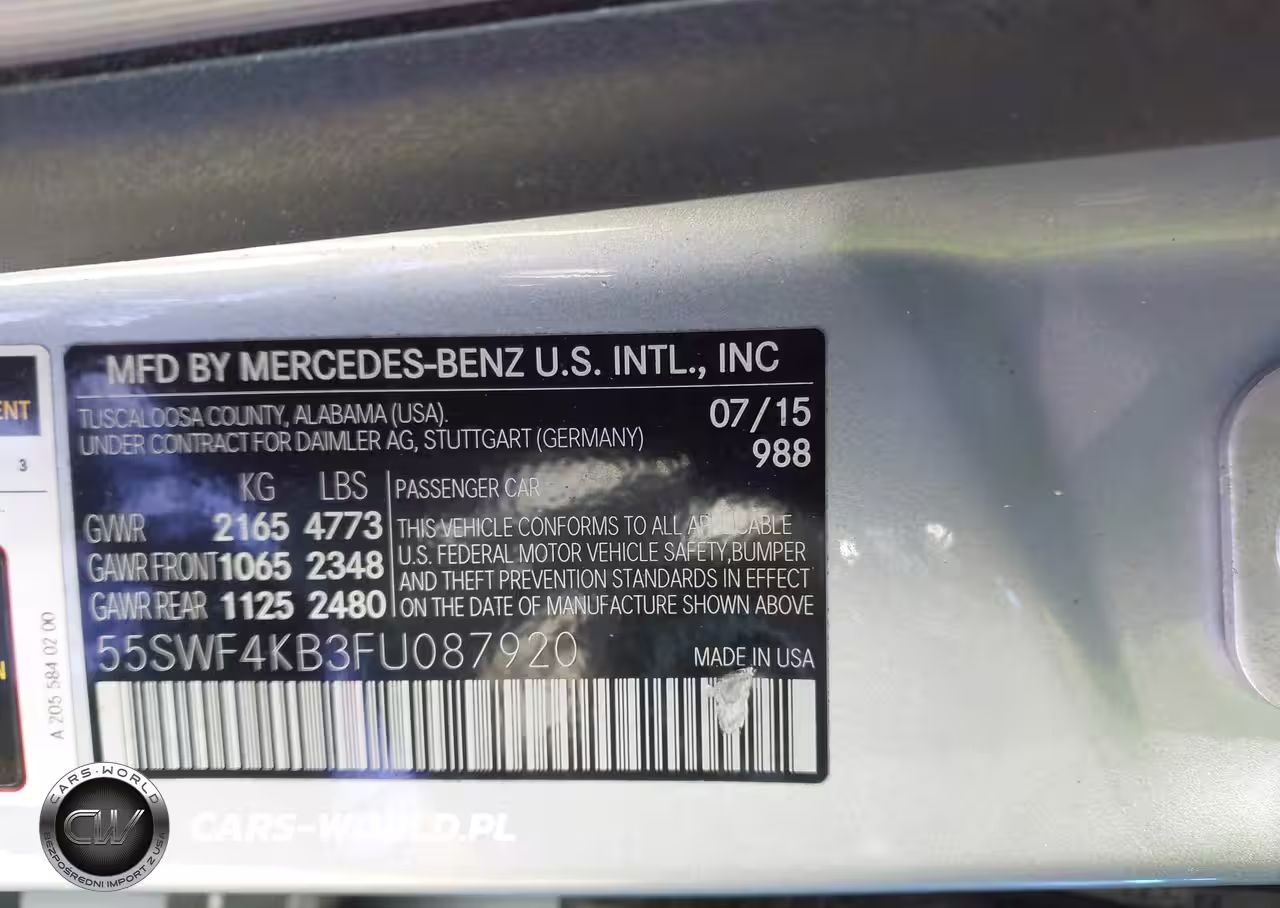 MFD BY MERCEDES-BENZ U.S. INTL., INC
TUSCALOOSA COUNTY, ALABAMA (USA).
UNDER CONTRACT FOR DAIMLER AG, STUTTGART (GERMANY)
07/15
988
KG LBS
GVWR 2165 4773
GAWR FRONT 1065 2348
GAWR REAR 1125 2480
PASSENGER CAR
THIS VEHICLE CONFORMS TO ALL APPLICABLE
U.S. FEDERAL MOTOR VEHICLE SAFETY,BUMPER
AND THEFT PREVENTION STANDARDS IN EFFECT
ON THE DATE OF MANUFACTURE SHOWN ABOVE
55SWF4KB3FU087920
MADE IN USA
3
A 205 584 02 00
CARS-WORLD
CW
BEZPOŚREDNI IMPORT Z USA
CARS-WORLD.PL